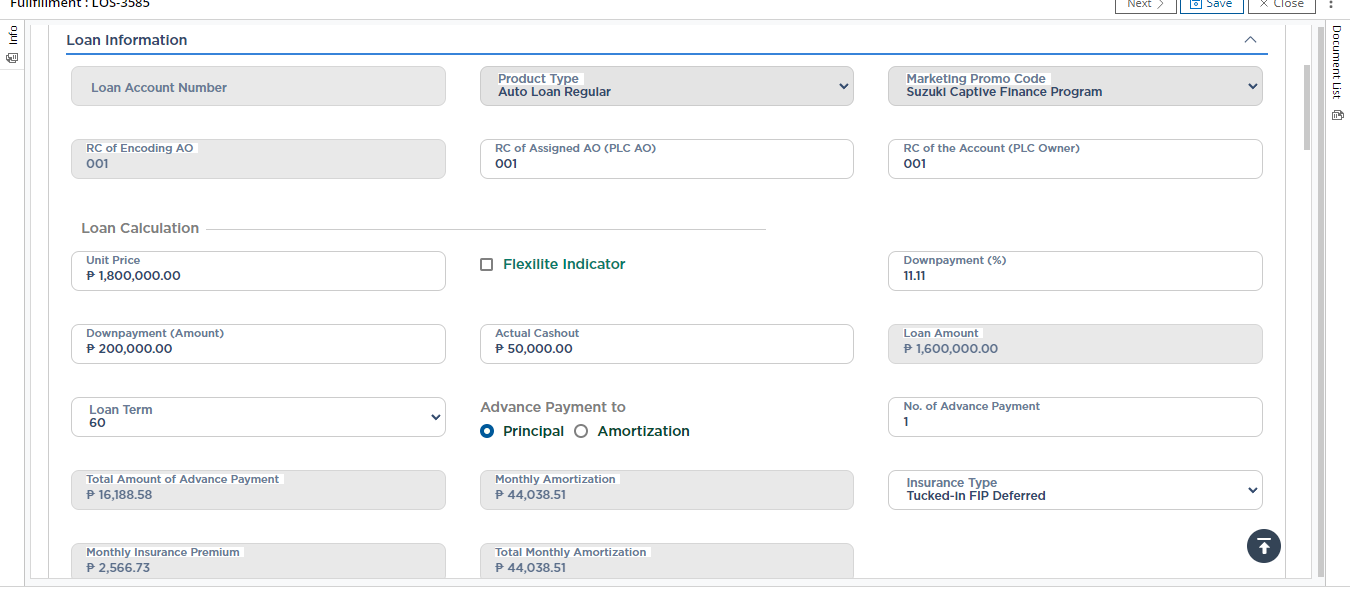 Fulfillment : LOS-3585
Next
Save
Close
Info
Document List
Loan Information
Loan Account Number
Product Type
Auto Loan Regular
Marketing Promo Code
Suzuki Captive Finance Program
RC of Encoding AO
001
RC of Assigned AO (PLC AO)
001
RC of the Account (PLC Owner)
001
Loan Calculation
Unit Price
₱ 1,800,000.00
Flexilite Indicator
Downpayment (%)
11.11
Downpayment (Amount)
₱ 200,000.00
Actual Cashout
₱ 50,000.00
Loan Amount
₱ 1,600,000.00
Loan Term
60
Advance Payment to
Principal Amortization
No. of Advance Payment
1
Total Amount of Advance Payment
₱ 16,188.58
Monthly Amortization
₱ 44,038.51
Insurance Type
Tucked-in FIP Deferred
Monthly Insurance Premium
₱ 2,566.73
Total Monthly Amortization
₱ 44,038.51